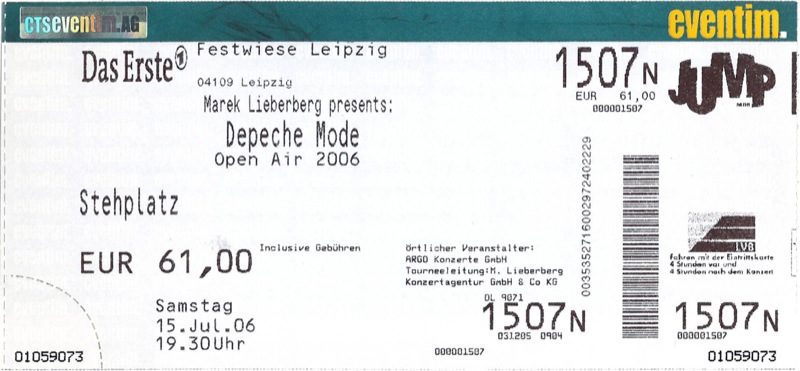 CTSeventim.AG
eventim.
Das Erste
Festwiese Leipzig
04109 Leipzig
Marek Lieberberg presents:
Depeche Mode
Open Air 2006
1507N
EUR 61,00
000001507
JUMP
Stehplatz
EUR 61,00
Inclusive Gebühren
Samstag
15.Jul.06
19.30Uhr
01059073
örtlicher Veranstalter:
ARGO Konzerte GmbH
Tourneeleitung:M. Lieberberg
Konzertagentur GmbH & Co KG
OL 9071
1507N
031205 0904
000001507
00353527160029724022229
LVB
Fahren mit der Eintrittskarte
4 Stunden vor und
4 Stunden nach dem Konzert
1507N
01059073